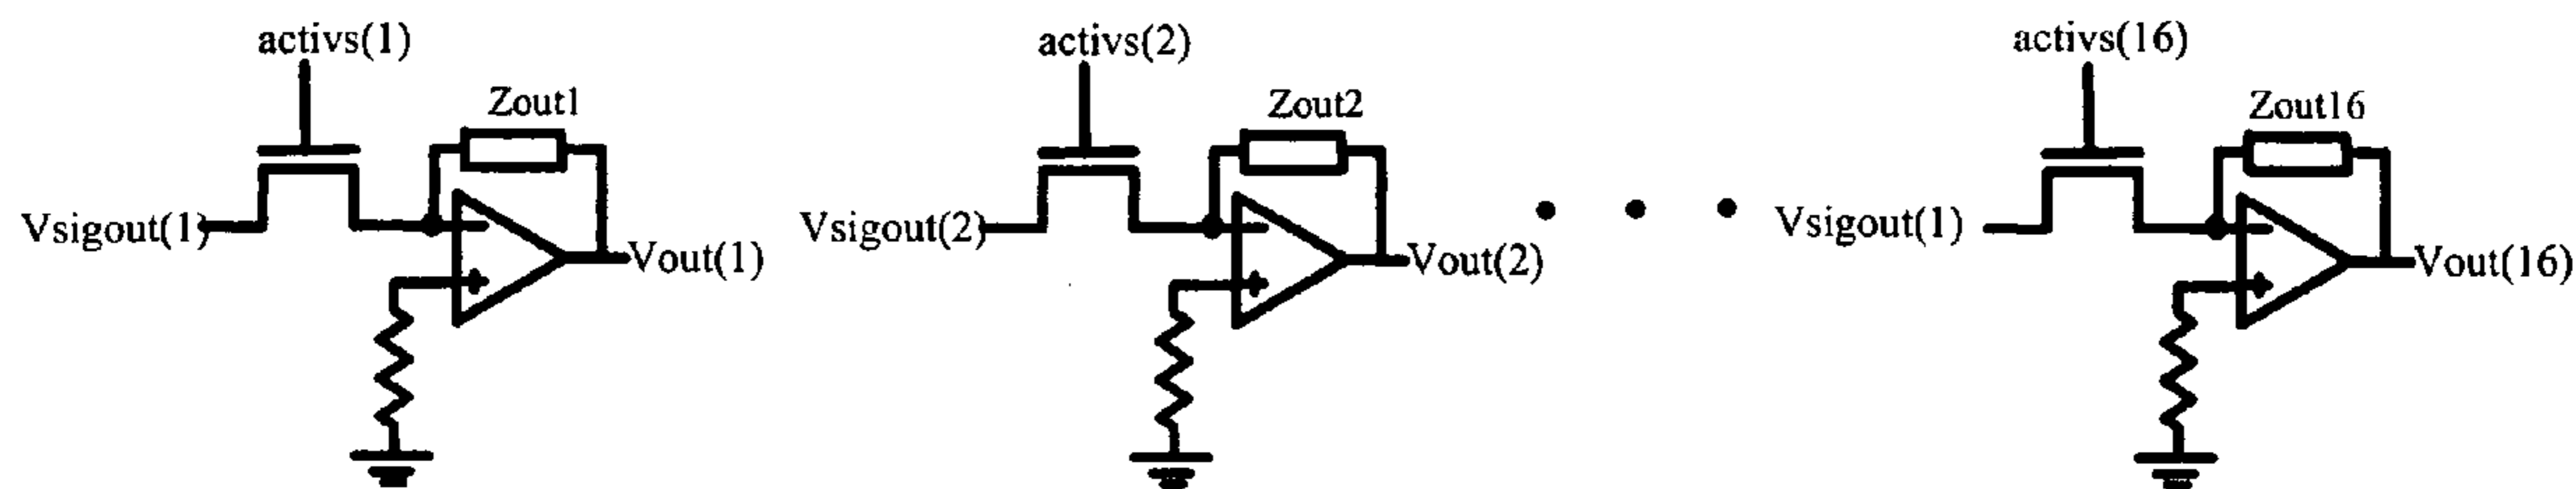 activs(1)
activs(2)
activs(16)
Zout1
Zout2
Zout16
Vsigout(1)
Vout(1)
Vsigout(2)
Vout(2)
Vsigout(1)
Vout(16)